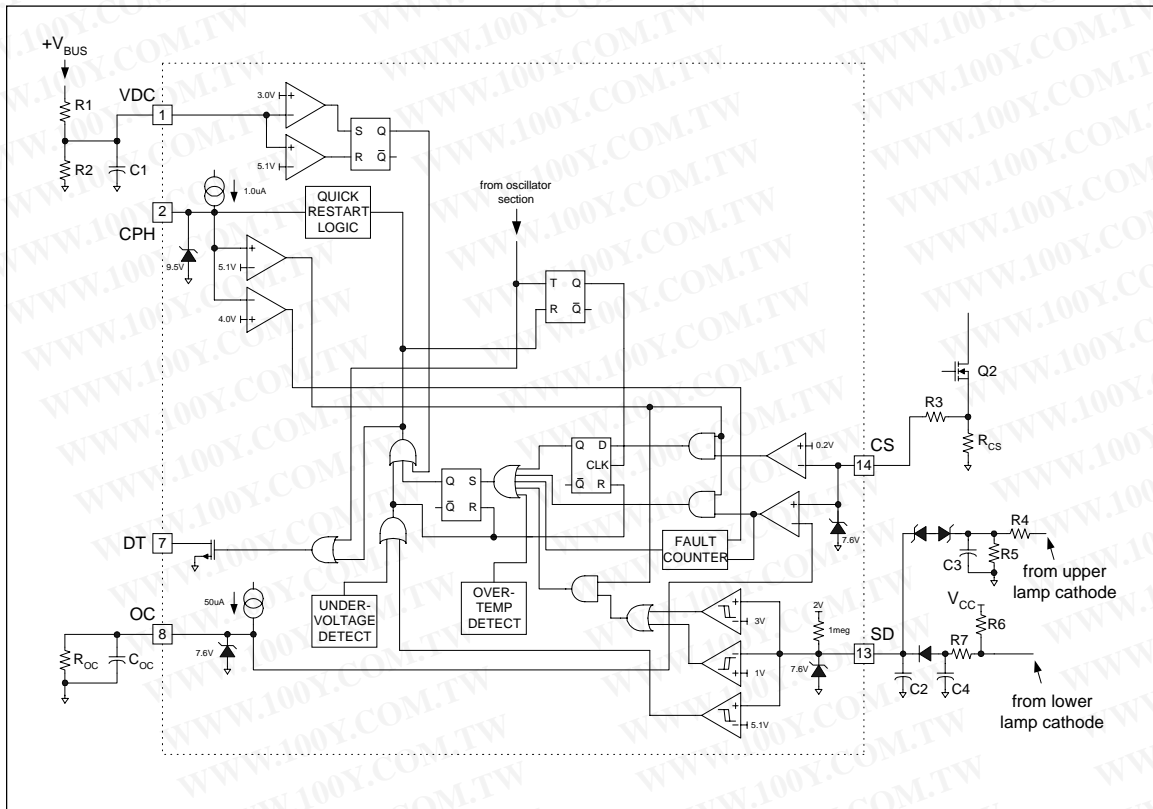 +VBUS
R1
VDC
1
R2
C1
3.0V
5.1V
S Q
R Q
1.0uA
QUICK
RESTART
LOGIC
2
CPH
9.5V
5.1V
4.0V
from oscillator
section
T Q
R Q
Q2
R3
RCS
CS
14
0.2V
Q D
CLK
Q R
Q S
Q R
7.6V
FAULT
COUNTER
DT
7
UNDER-
VOLTAGE
DETECT
OVER-
TEMP
DETECT
R4
C3
R5
from upper
lamp cathode
50uA
OC
8
ROC
COC
7.6V
3V
1V
5.1V
2V
1meg
7.6V
SD
13
VCC
R6
R7
C2
C4
from lower
lamp cathode
WWW.100Y.COM.TW